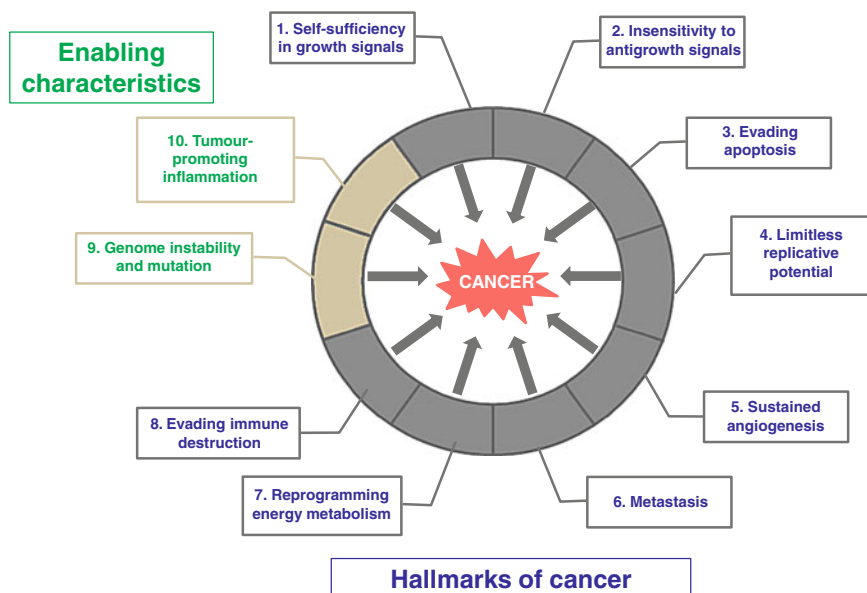 Enabling
characteristics
1. Self-sufficiency
in growth signals
2. Insensitivity to
antigrowth signals
3. Evading
apoptosis
4. Limitless
replicative
potential
5. Sustained
angiogenesis
6. Metastasis
7. Reprogramming
energy metabolism
8. Evading immune
destruction
9. Genome instability
and mutation
10. Tumour-
promoting
inflammation
CANCER
Hallmarks of cancer